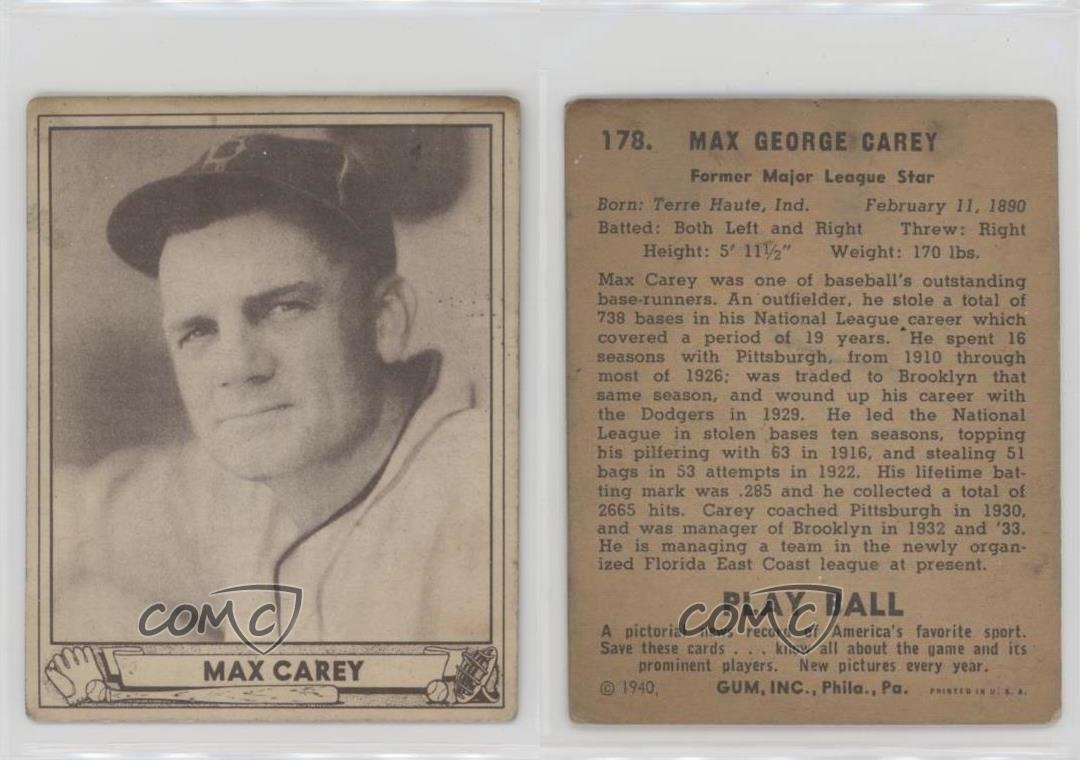 COMC
MAX CAREY
178. MAX GEORGE CAREY
Former Major League Star
Born: Terre Haute, Ind. February 11, 1890
Batted: Both Left and Right Threw: Right
Height: 5' 11½" Weight: 170 lbs.
Max Carey was one of baseball's outstanding
base-runners. An outfielder, he stole a total of
738 bases in his National League career which
covered a period of 19 years. He spent 16
seasons with Pittsburgh, from 1910 through
most of 1926; was traded to Brooklyn that
same season, and wound up his career with
the Dodgers in 1929. He led the National
League in stolen bases ten seasons, topping
his pilfering with 63 in 1916, and stealing 51
bags in 53 attempts in 1922. His lifetime bat-
ting mark was .285 and he collected a total of
2665 hits. Carey coached Pittsburgh in 1930,
and was manager of Brooklyn in 1932 and '33.
He is managing a team in the newly organ-
ized Florida East Coast league at present.
PLAY BALL
COMC
A pictorial news record of America's favorite sport.
Save these cards . . . know all about the game and its
prominent players. New pictures every year.
© 1940, GUM, INC., Phila., Pa. PRINTED IN U. S. A.